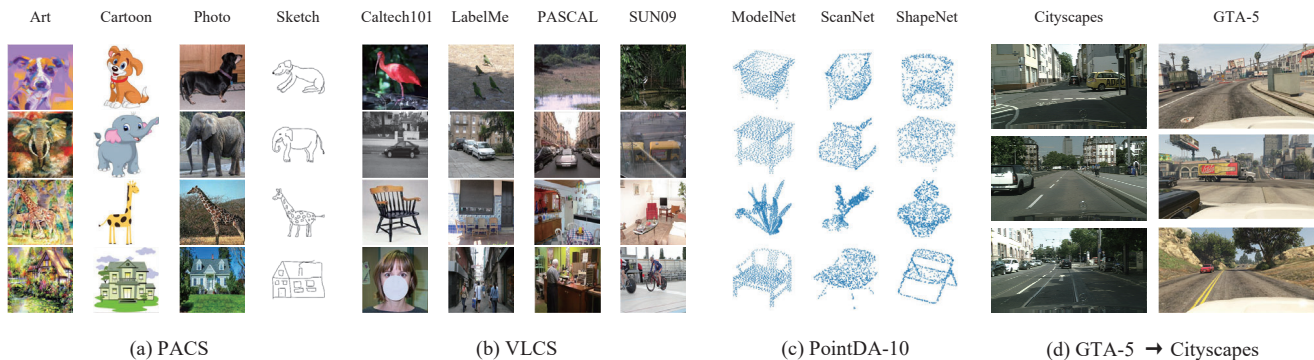 Art Cartoon Photo Sketch Caltech101 LabelMe PASCAL SUN09 ModelNet ScanNet ShapeNet Cityscapes GTA-5
(a) PACS (b) VLCS (c) PointDA-10 (d) GTA-5 → Cityscapes